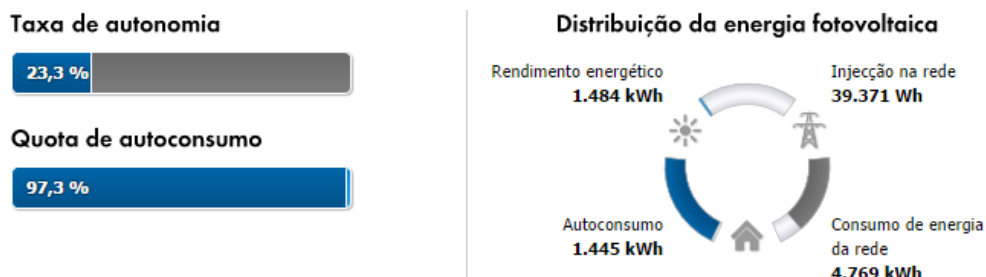 Taxa de autonomia
23,3 %
Quota de autoconsumo
97,3 %
Distribuição da energia fotovoltaica
Rendimento energético
1.484 kWh
Injecção na rede
39.371 Wh
Autoconsumo
1.445 kWh
Consumo de energia
da rede
4.769 kWh